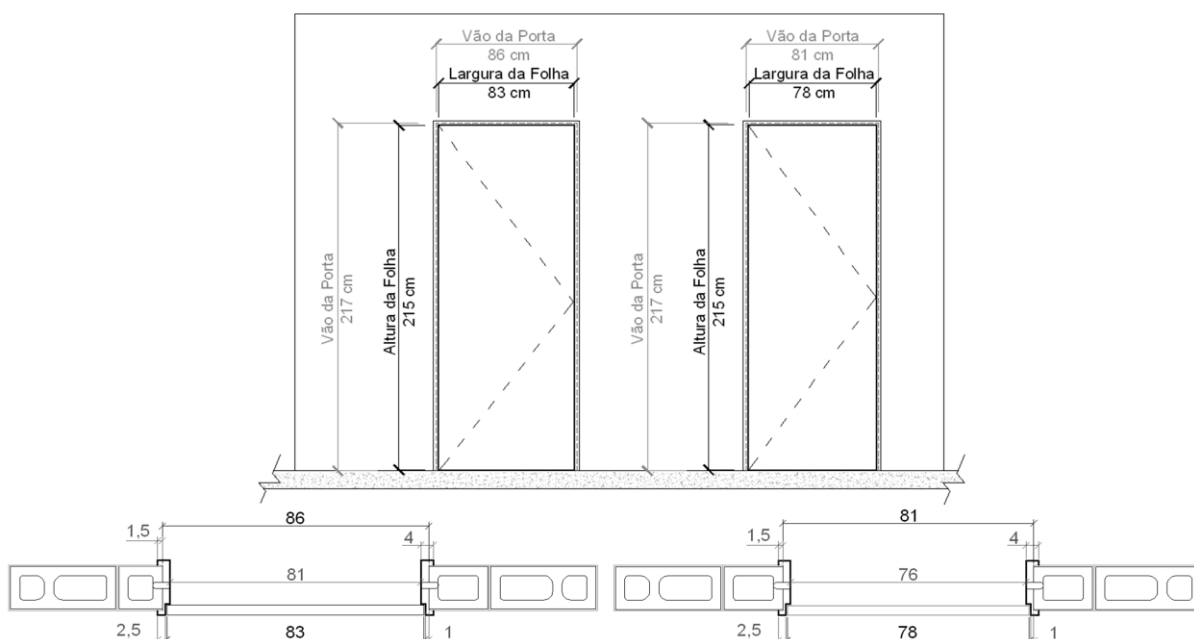 Vão da Porta
86 cm
Largura da Folha
83 cm
Vão da Porta
217 cm
Altura da Folha
215 cm
Vão da Porta
81 cm
Largura da Folha
78 cm
Vão da Porta
217 cm
Altura da Folha
215 cm
86
1,5
4
81
2,5
83
1
81
1,5
4
76
2,5
78
1